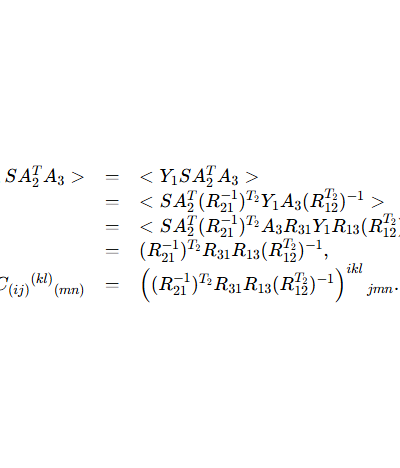 SA_2^T A_3 > = < Y_1 SA_2^T A_3 >
= < SA_2^T (R_{21}^{-1})^{T_2} Y_1 A_3 (R_{12}^{T_2})^{-1} >
= < SA_2^T (R_{21}^{-1})^{T_2} A_3 R_{31} Y_1 R_{13} (R_{12}^{T_2})
= (R_{21}^{-1})^{T_2} R_{31} R_{13} (R_{12}^{T_2})^{-1},
C_{(ij)}^{(kl)}_{(mn)} = ((R_{21}^{-1})^{T_2} R_{31} R_{13} (R_{12}^{T_2})^{-1})^{ikl}_{jmn}.